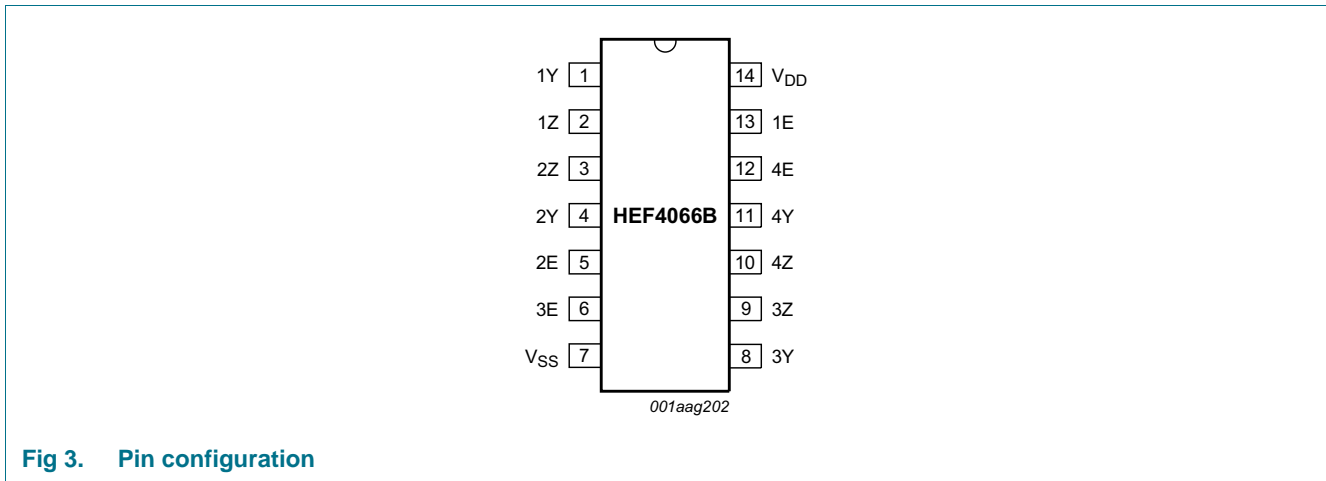 1Y 1 14 VDD
1Z 2 13 1E
2Z 3 12 4E
2Y 4 HEF4066B 11 4Y
2E 5 10 4Z
3E 6 9 3Z
VSS 7 8 3Y
001aag202
Fig 3. Pin configuration